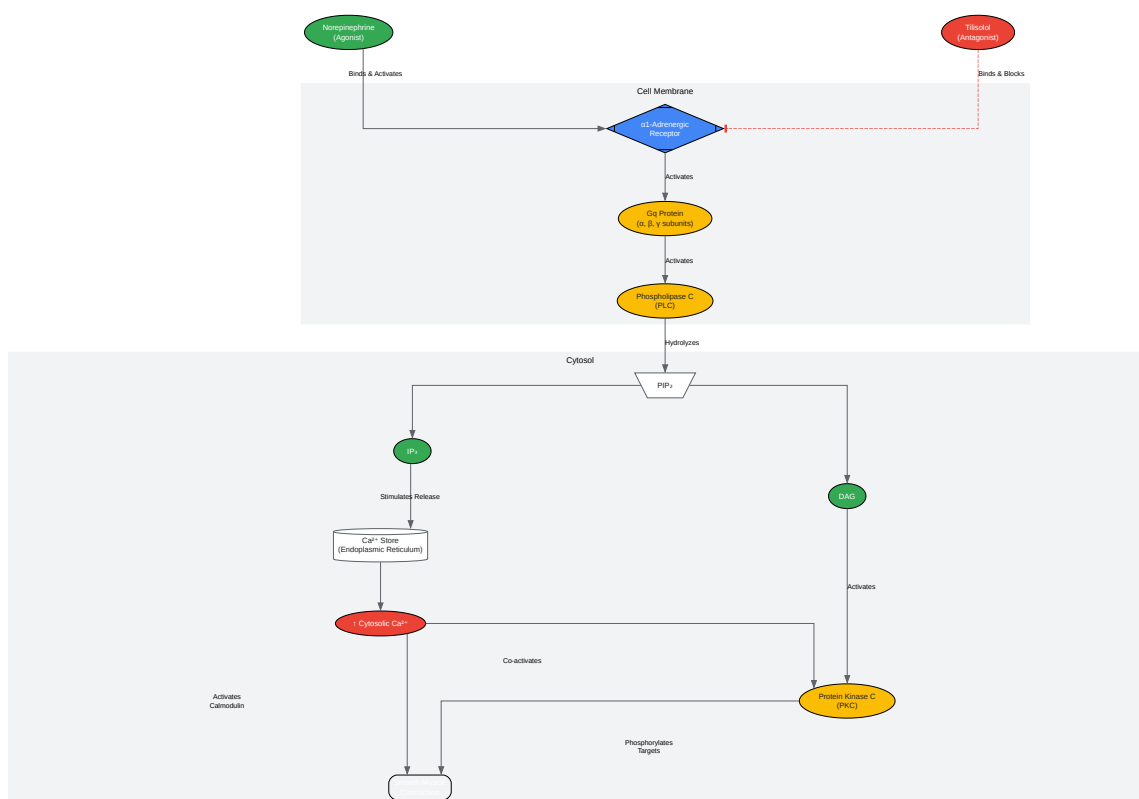 Norepinephrine
(Agonist)
Tilisolol
(Antagonist)
Binds & Activates
Binds & Blocks
Cell Membrane
α1-Adrenergic
Receptor
Activates
Gq Protein
(α, β, γ subunits)
Activates
Phospholipase C
(PLC)
Hydrolyzes
Cytosol
PIP₂
IP₃
Stimulates Release
DAG
Ca²⁺ Store
(Endoplasmic Reticulum)
Activates
↑ Cytosolic Ca²⁺
Co-activates
Activates
Calmodulin
Protein Kinase C
(PKC)
Phosphorylates
Targets